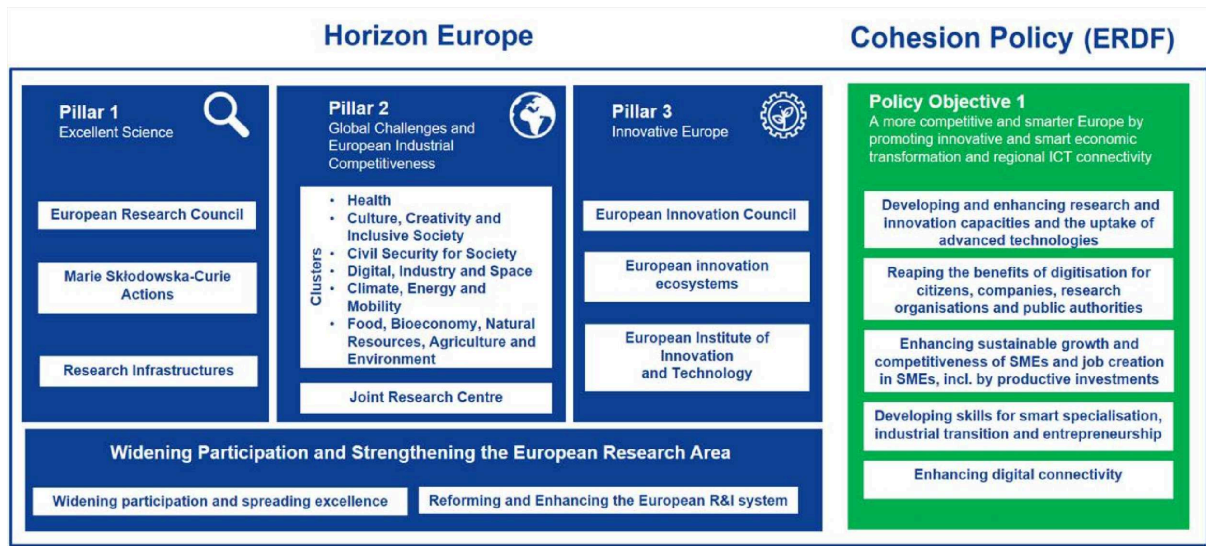 Horizon Europe
Cohesion Policy (ERDF)
Pillar 1
Excellent Science
European Research Council
Marie Skłodowska-Curie
Actions
Research Infrastructures
Pillar 2
Global Challenges and
European Industrial
Competitiveness
Clusters
• Health
• Culture, Creativity and
Inclusive Society
• Civil Security for Society
• Digital, Industry and Space
• Climate, Energy and
Mobility
• Food, Bioeconomy, Natural
Resources, Agriculture and
Environment
Joint Research Centre
Pillar 3
Innovative Europe
European Innovation Council
European innovation
ecosystems
European Institute of
Innovation
and Technology
Widening Participation and Strengthening the European Research Area
Widening participation and spreading excellence
Reforming and Enhancing the European R&I system
Policy Objective 1
A more competitive and smarter Europe by
promoting innovative and smart economic
transformation and regional ICT connectivity
Developing and enhancing research and
innovation capacities and the uptake of
advanced technologies
Reaping the benefits of digitisation for
citizens, companies, research
organisations and public authorities
Enhancing sustainable growth and
competitiveness of SMEs and job creation
in SMEs, incl. by productive investments
Developing skills for smart specialisation,
industrial transition and entrepreneurship
Enhancing digital connectivity